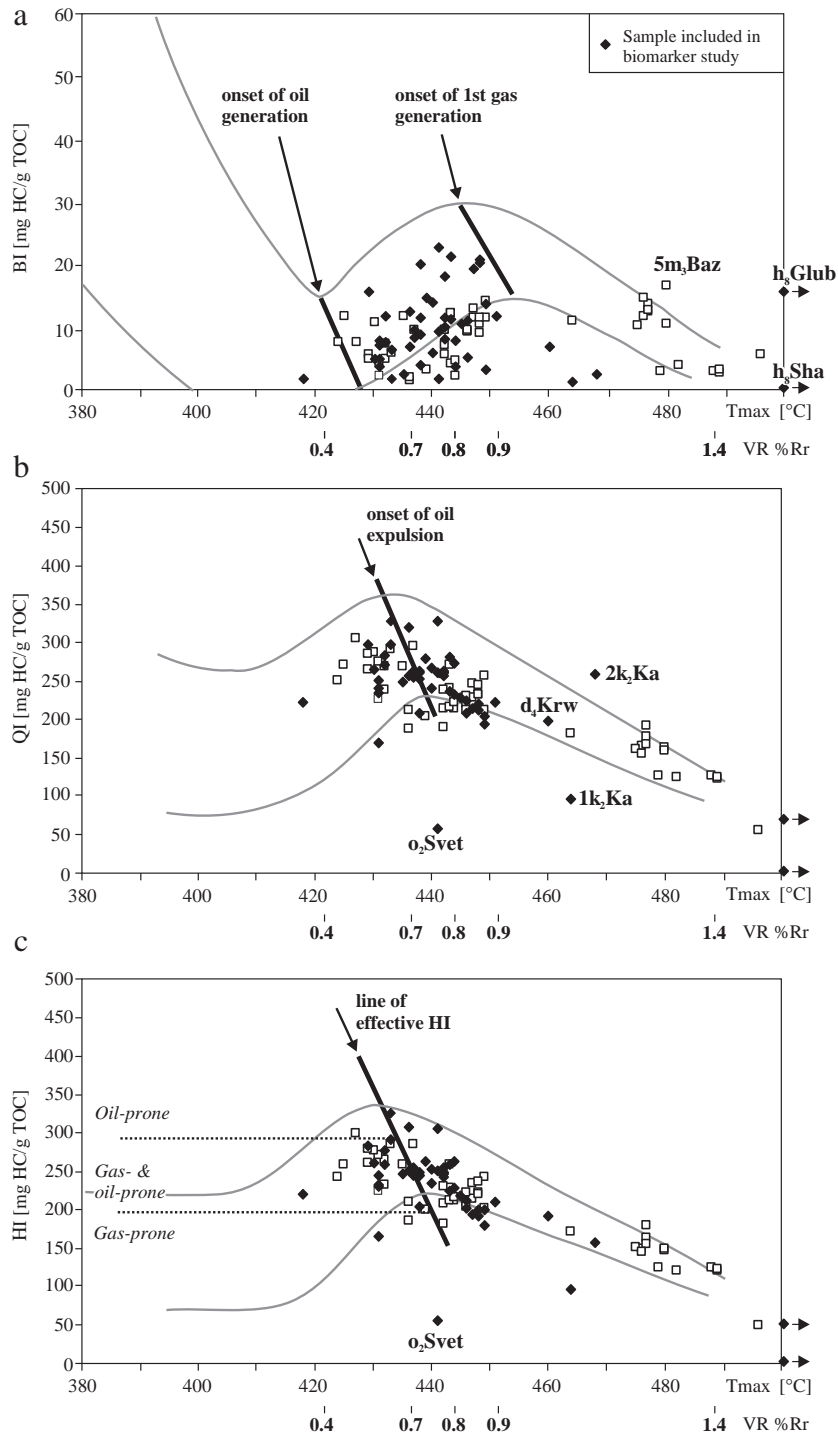 a
60
50
40
30
20
10
0
BI [mg HC/g TOC]
Sample included in
biomarker study
onset of oil
generation
onset of 1st gas
generation
5m₃Baz
h₈Glub
h₈Sha
380 400 420 440 460 480 Tmax [°C]
0.4 0.7 0.8 0.9 1.4 VR %Rr
b
500
450
400
350
300
250
200
150
100
50
0
QI [mg HC/g TOC]
onset of oil
expulsion
2k₂Ka
d₄Krw
1k₂Ka
o₂Svet
380 400 420 440 460 480 Tmax [°C]
0.4 0.7 0.8 0.9 1.4 VR %Rr
c
500
450
400
350
300
250
200
150
100
50
0
HI [mg HC/g TOC]
line of
effective HI
Oil-prone
Gas- &
oil-prone
Gas-prone
o₂Svet
380 400 420 440 460 480 Tmax [°C]
0.4 0.7 0.8 0.9 1.4 VR %Rr